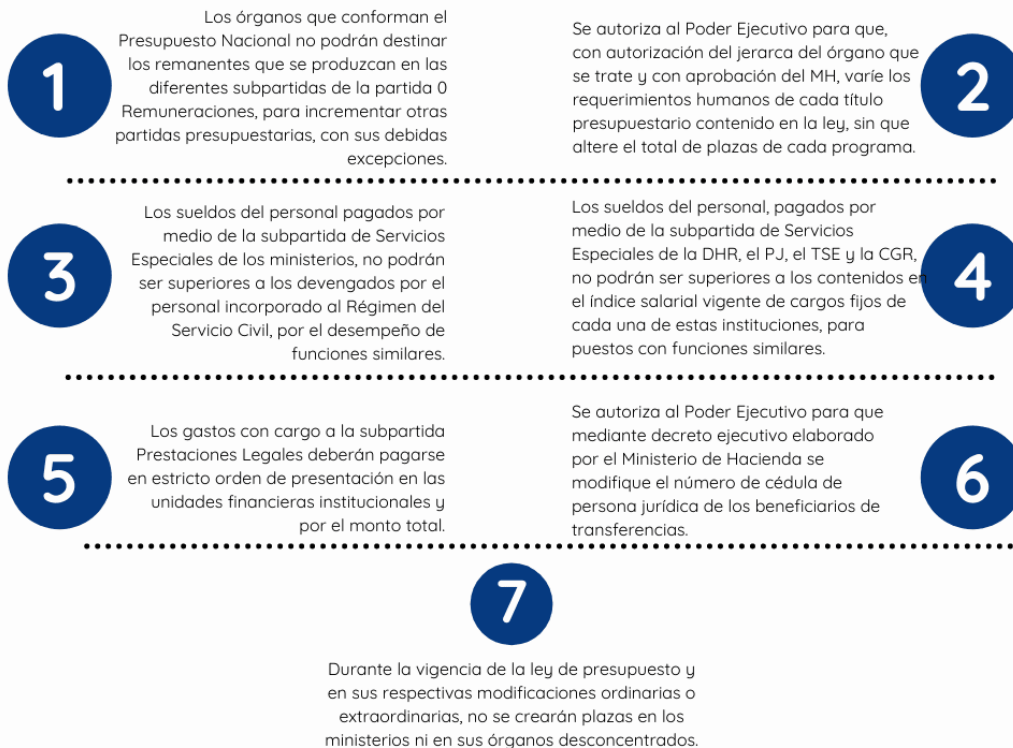 1
Los órganos que conforman el
Presupuesto Nacional no podrán destinar
los remanentes que se produzcan en las
diferentes subpartidas de la partida 0
Remuneraciones, para incrementar otras
partidas presupuestarias, con sus debidas
excepciones.
Se autoriza al Poder Ejecutivo para que,
con autorización del jerarca del órgano que
se trate y con aprobación del MH, varíe los
requerimientos humanos de cada título
presupuestario contenido en la ley, sin que
altere el total de plazas de cada programa.
2
3
Los sueldos del personal pagados por
medio de la subpartida de Servicios
Especiales de los ministerios, no podrán
ser superiores a los devengados por el
personal incorporado al Régimen del
Servicio Civil, por el desempeño de
funciones similares.
Los sueldos del personal, pagados por
medio de la subpartida de Servicios
Especiales de la DHR, el PJ, el TSE y la CGR,
no podrán ser superiores a los contenidos en
el índice salarial vigente de cargos fijos de
cada una de estas instituciones, para
puestos con funciones similares.
4
5
Los gastos con cargo a la subpartida
Prestaciones Legales deberán pagarse
en estricto orden de presentación en las
unidades financieras institucionales y
por el monto total.
Se autoriza al Poder Ejecutivo para que
mediante decreto ejecutivo elaborado
por el Ministerio de Hacienda se
modifique el número de cédula de
persona jurídica de los beneficiarios de
transferencias.
6
7
Durante la vigencia de la ley de presupuesto y
en sus respectivas modificaciones ordinarias o
extraordinarias, no se crearán plazas en los
ministerios ni en sus órganos desconcentrados.